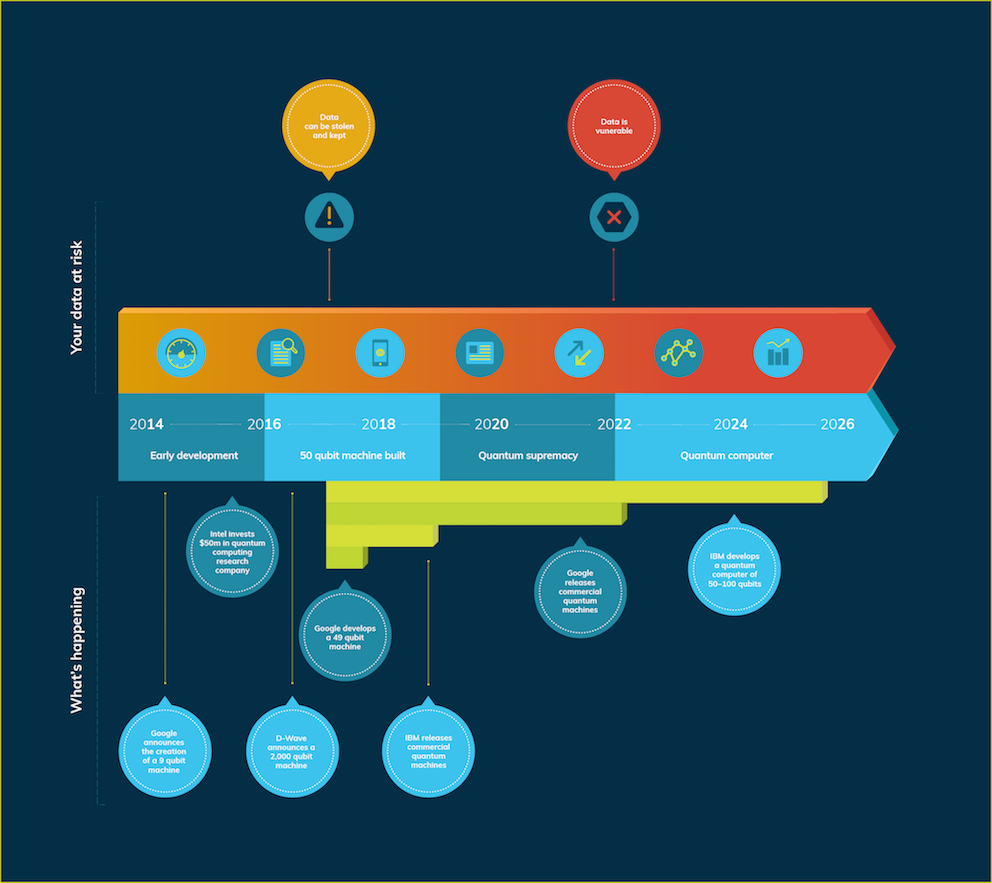 Data
can be stolen
and kept
Data is
vunerable
Your data at risk
2014
2016
2018
2020
2022
2024
2026
Early development
50 qubit machine built
Quantum supremacy
Quantum computer
What's happening
Intel invests
$50m in quantum
computing
research
company
Google develops
a 49 qubit
machine
Google
releases
commercial
quantum
machines
IBM develops
a quantum
computer of
50–100 qubits
Google
announces
the creation
of a 9 qubit
machine
D-Wave
announces a
2,000 qubit
machine
IBM releases
commercial
quantum
machines